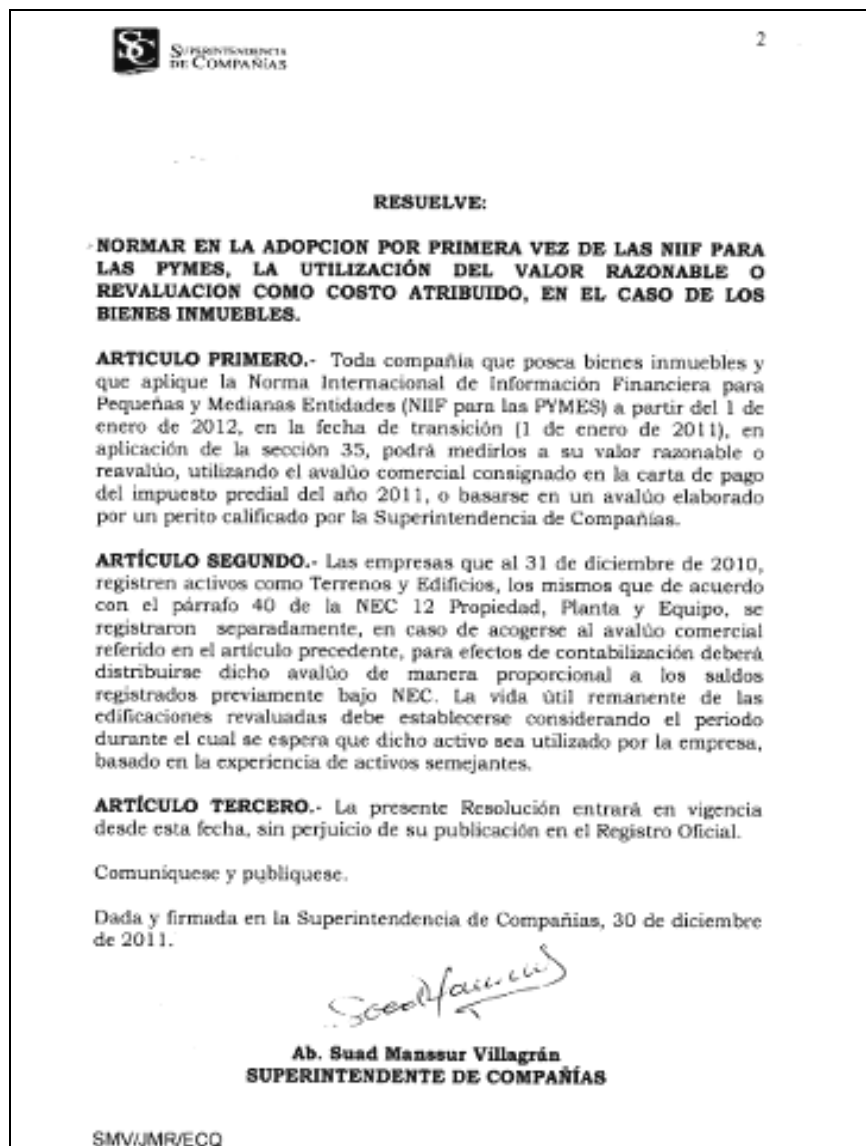 2
SC SUPERINTENDENCIA
DE COMPAÑÍAS
RESUELVE:
NORMAR EN LA ADOPCION POR PRIMERA VEZ DE LAS NIIF PARA
LAS PYMES, LA UTILIZACIÓN DEL VALOR RAZONABLE O
REVALUACION COMO COSTO ATRIBUIDO, EN EL CASO DE LOS
BIENES INMUEBLES.
ARTICULO PRIMERO.- Toda compañía que posea bienes inmuebles y
que aplique la Norma Internacional de Información Financiera para
Pequeñas y Medianas Entidades (NIIF para las PYMES) a partir del 1 de
enero de 2012, en la fecha de transición (1 de enero de 2011), en
aplicación de la sección 35, podrá medirlos a su valor razonable o
reavalúo, utilizando el avalúo comercial consignado en la carta de pago
del impuesto predial del año 2011, o basarse en un avalúo elaborado
por un perito calificado por la Superintendencia de Compañías.
ARTÍCULO SEGUNDO.- Las empresas que al 31 de diciembre de 2010,
registren activos como Terrenos y Edificios, los mismos que de acuerdo
con el párrafo 40 de la NEC 12 Propiedad, Planta y Equipo, se
registraron separadamente, en caso de acogerse al avalúo comercial
referido en el artículo precedente, para efectos de contabilización deberá
distribuirse dicho avalúo de manera proporcional a los saldos
registrados previamente bajo NEC. La vida útil remanente de las
edificaciones revaluadas debe establecerse considerando el periodo
durante el cual se espera que dicho activo sea utilizado por la empresa,
basado en la experiencia de activos semejantes.
ARTÍCULO TERCERO.- La presente Resolución entrará en vigencia
desde esta fecha, sin perjuicio de su publicación en el Registro Oficial.
Comuníquese y publíquese.
Dada y firmada en la Superintendencia de Compañías, 30 de diciembre
de 2011.
Ab. Suad Manssur Villagrán
SUPERINTENDENTE DE COMPAÑÍAS
SMV/JMR/ECQ